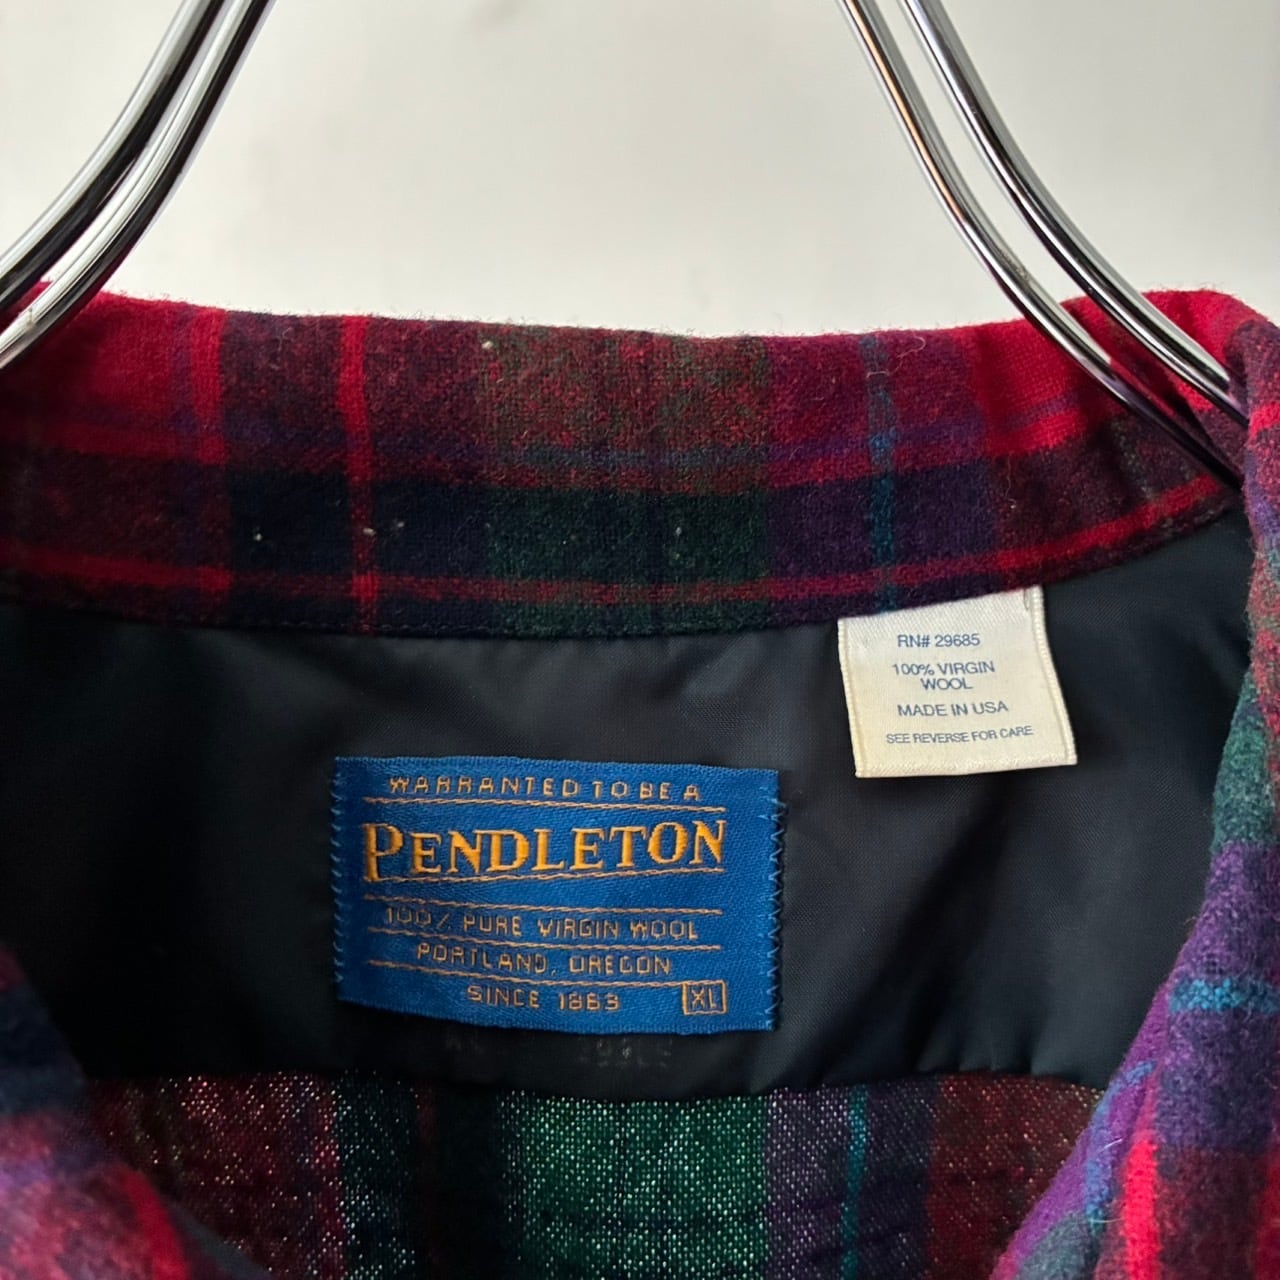 RN# 29685
100% VIRGIN
WOOL
MADE IN USA
SEE REVERSE FOR CARE
WARRANTED TO BE A
PENDLETON
100% PURE VIRGIN WOOL
PORTLAND, OREGON
SINCE 1863
XL